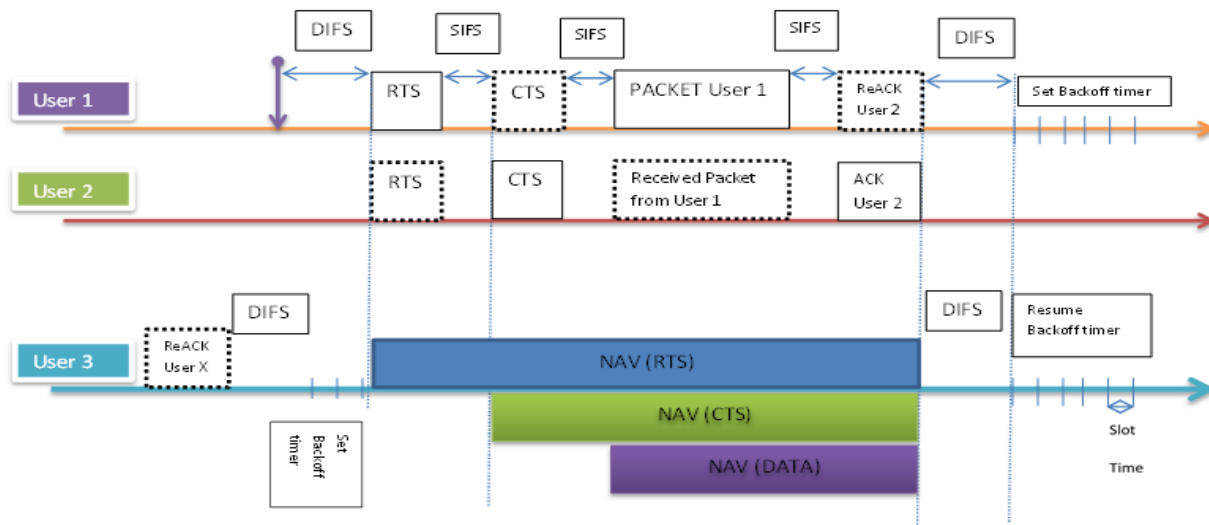 DIFS
SIFS
SIFS
SIFS
DIFS
User 1
RTS
CTS
PACKET User 1
ReACK
User 2
Set Backoff timer
User 2
RTS
CTS
Received Packet
from User 1
ACK
User 2
DIFS
DIFS
Resume
Backoff timer
User 3
ReACK
User X
NAV (RTS)
NAV (CTS)
NAV (DATA)
Set
Backoff
timer
Slot
Time